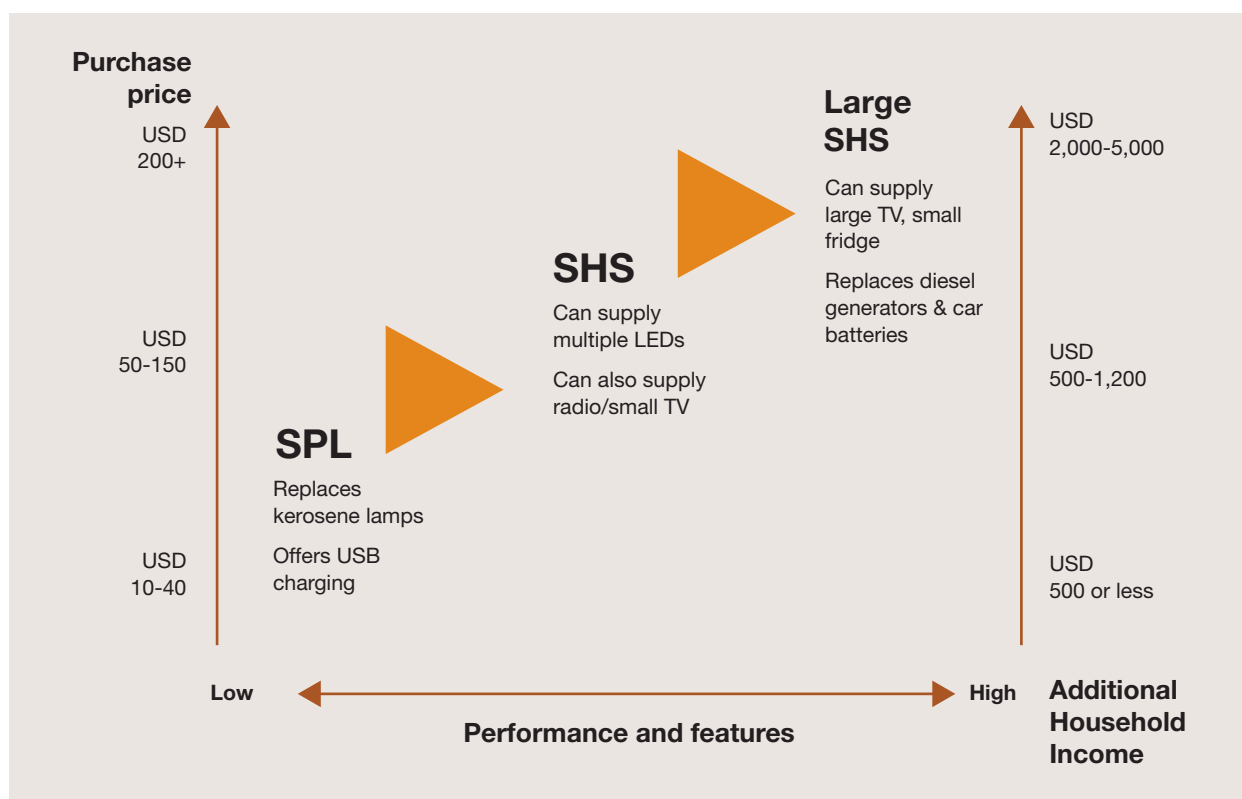 Purchase
price
USD
200+
USD
50-150
USD
10-40
SPL
Replaces
kerosene lamps
Offers USB
charging
SHS
Can supply
multiple LEDs
Can also supply
radio/small TV
Large
SHS
Can supply
large TV, small
fridge
Replaces diesel
generators & car
batteries
USD
2,000-5,000
USD
500-1,200
USD
500 or less
Low
High
Performance and features
Additional
Household
Income